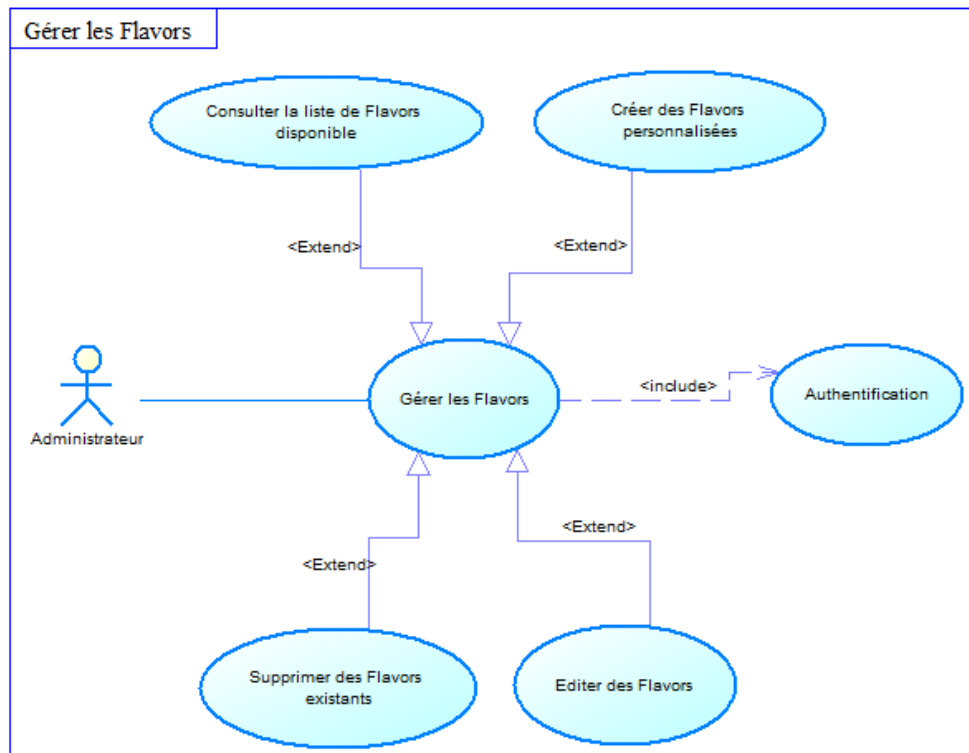 Gérer les Flavors
Consulter la liste de Flavors
disponible
Créer des Flavors
personnalisées
<Extend>
<Extend>
Administrateur
Gérer les Flavors
<include>
Authentification
<Extend>
<Extend>
Supprimer des Flavors
existants
Editer des Flavors